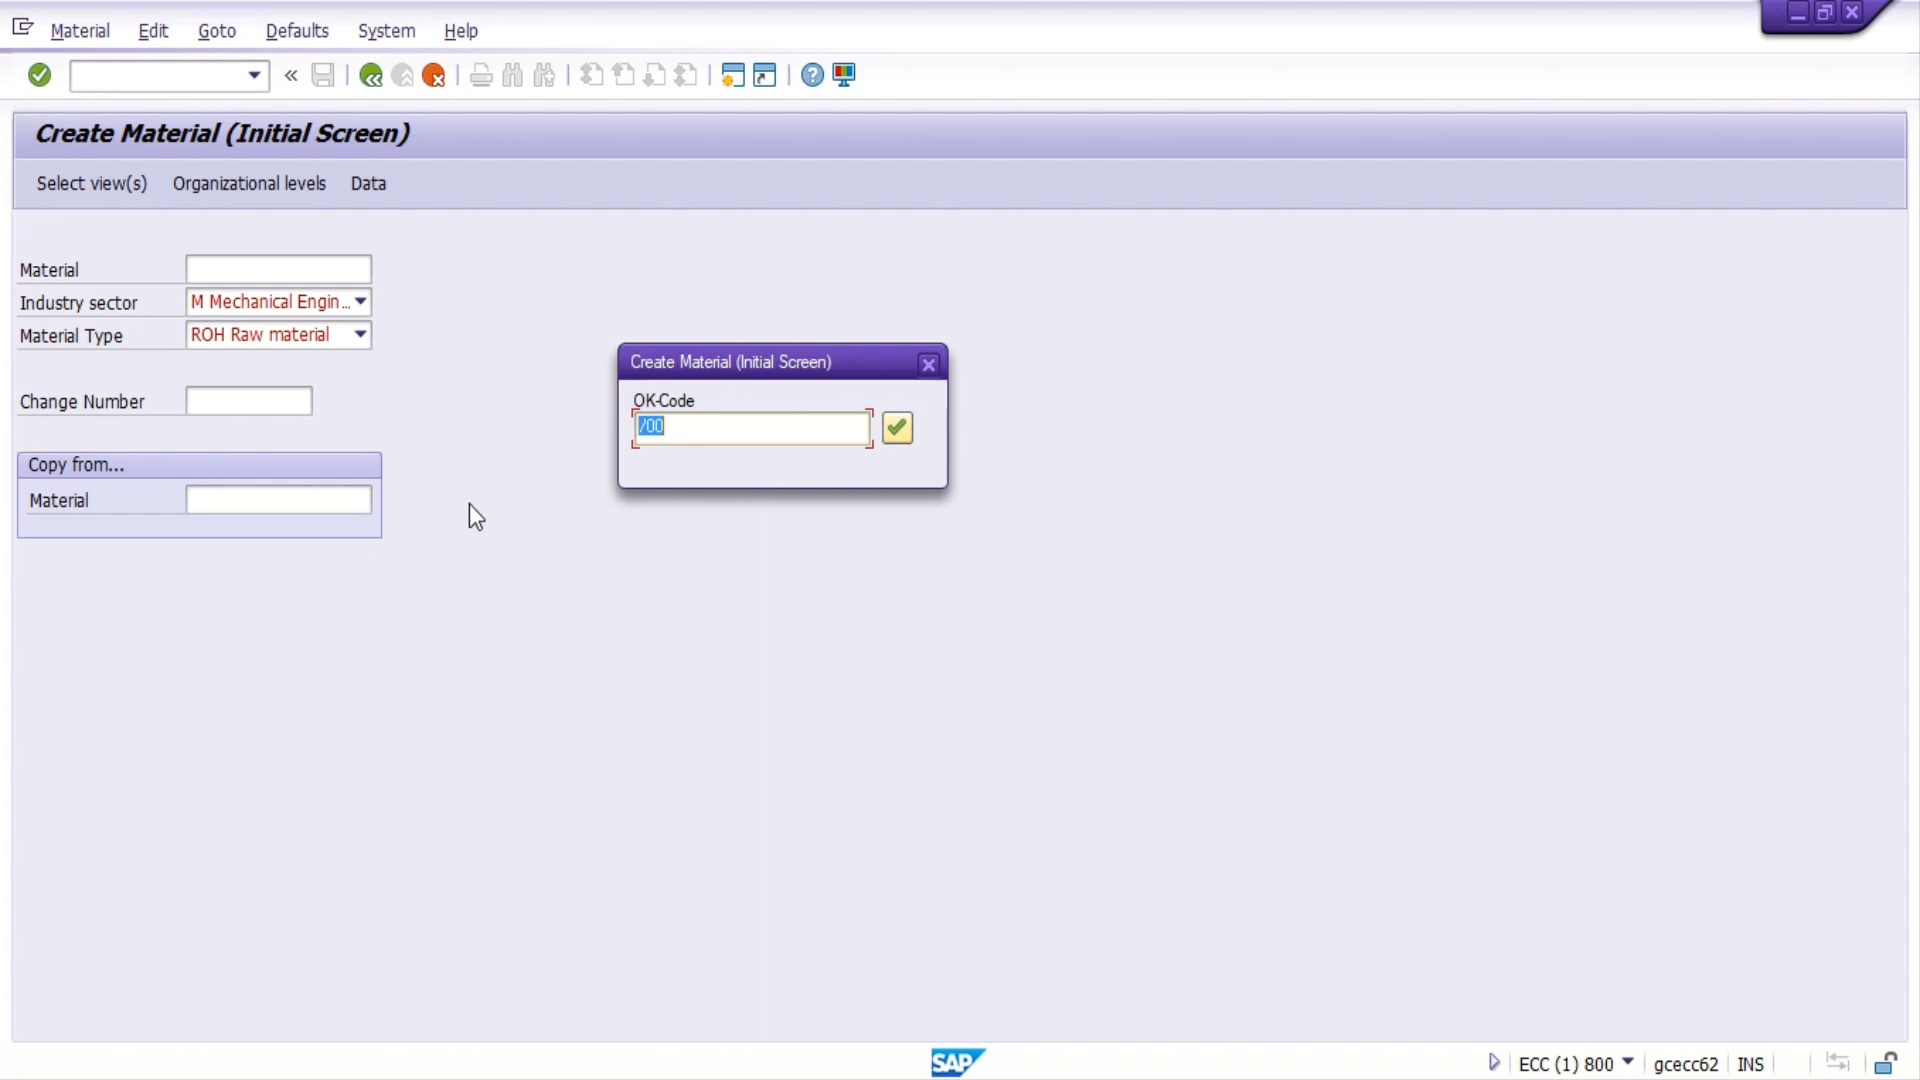 Material Edit Goto Defaults System Help
Create Material (Initial Screen)
Select view(s) Organizational levels Data
Material
Industry sector M Mechanical Engin...
Material Type ROH Raw material
Create Material (Initial Screen)
OK-Code
/00
Change Number
Copy from...
Material
SAP
ECC (1) 800 gcecc62 INS